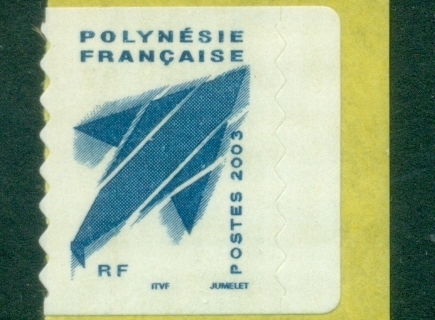 POLYNÉSIE
FRANÇAISE
POSTES 2003
RF
ITVF JUMELET